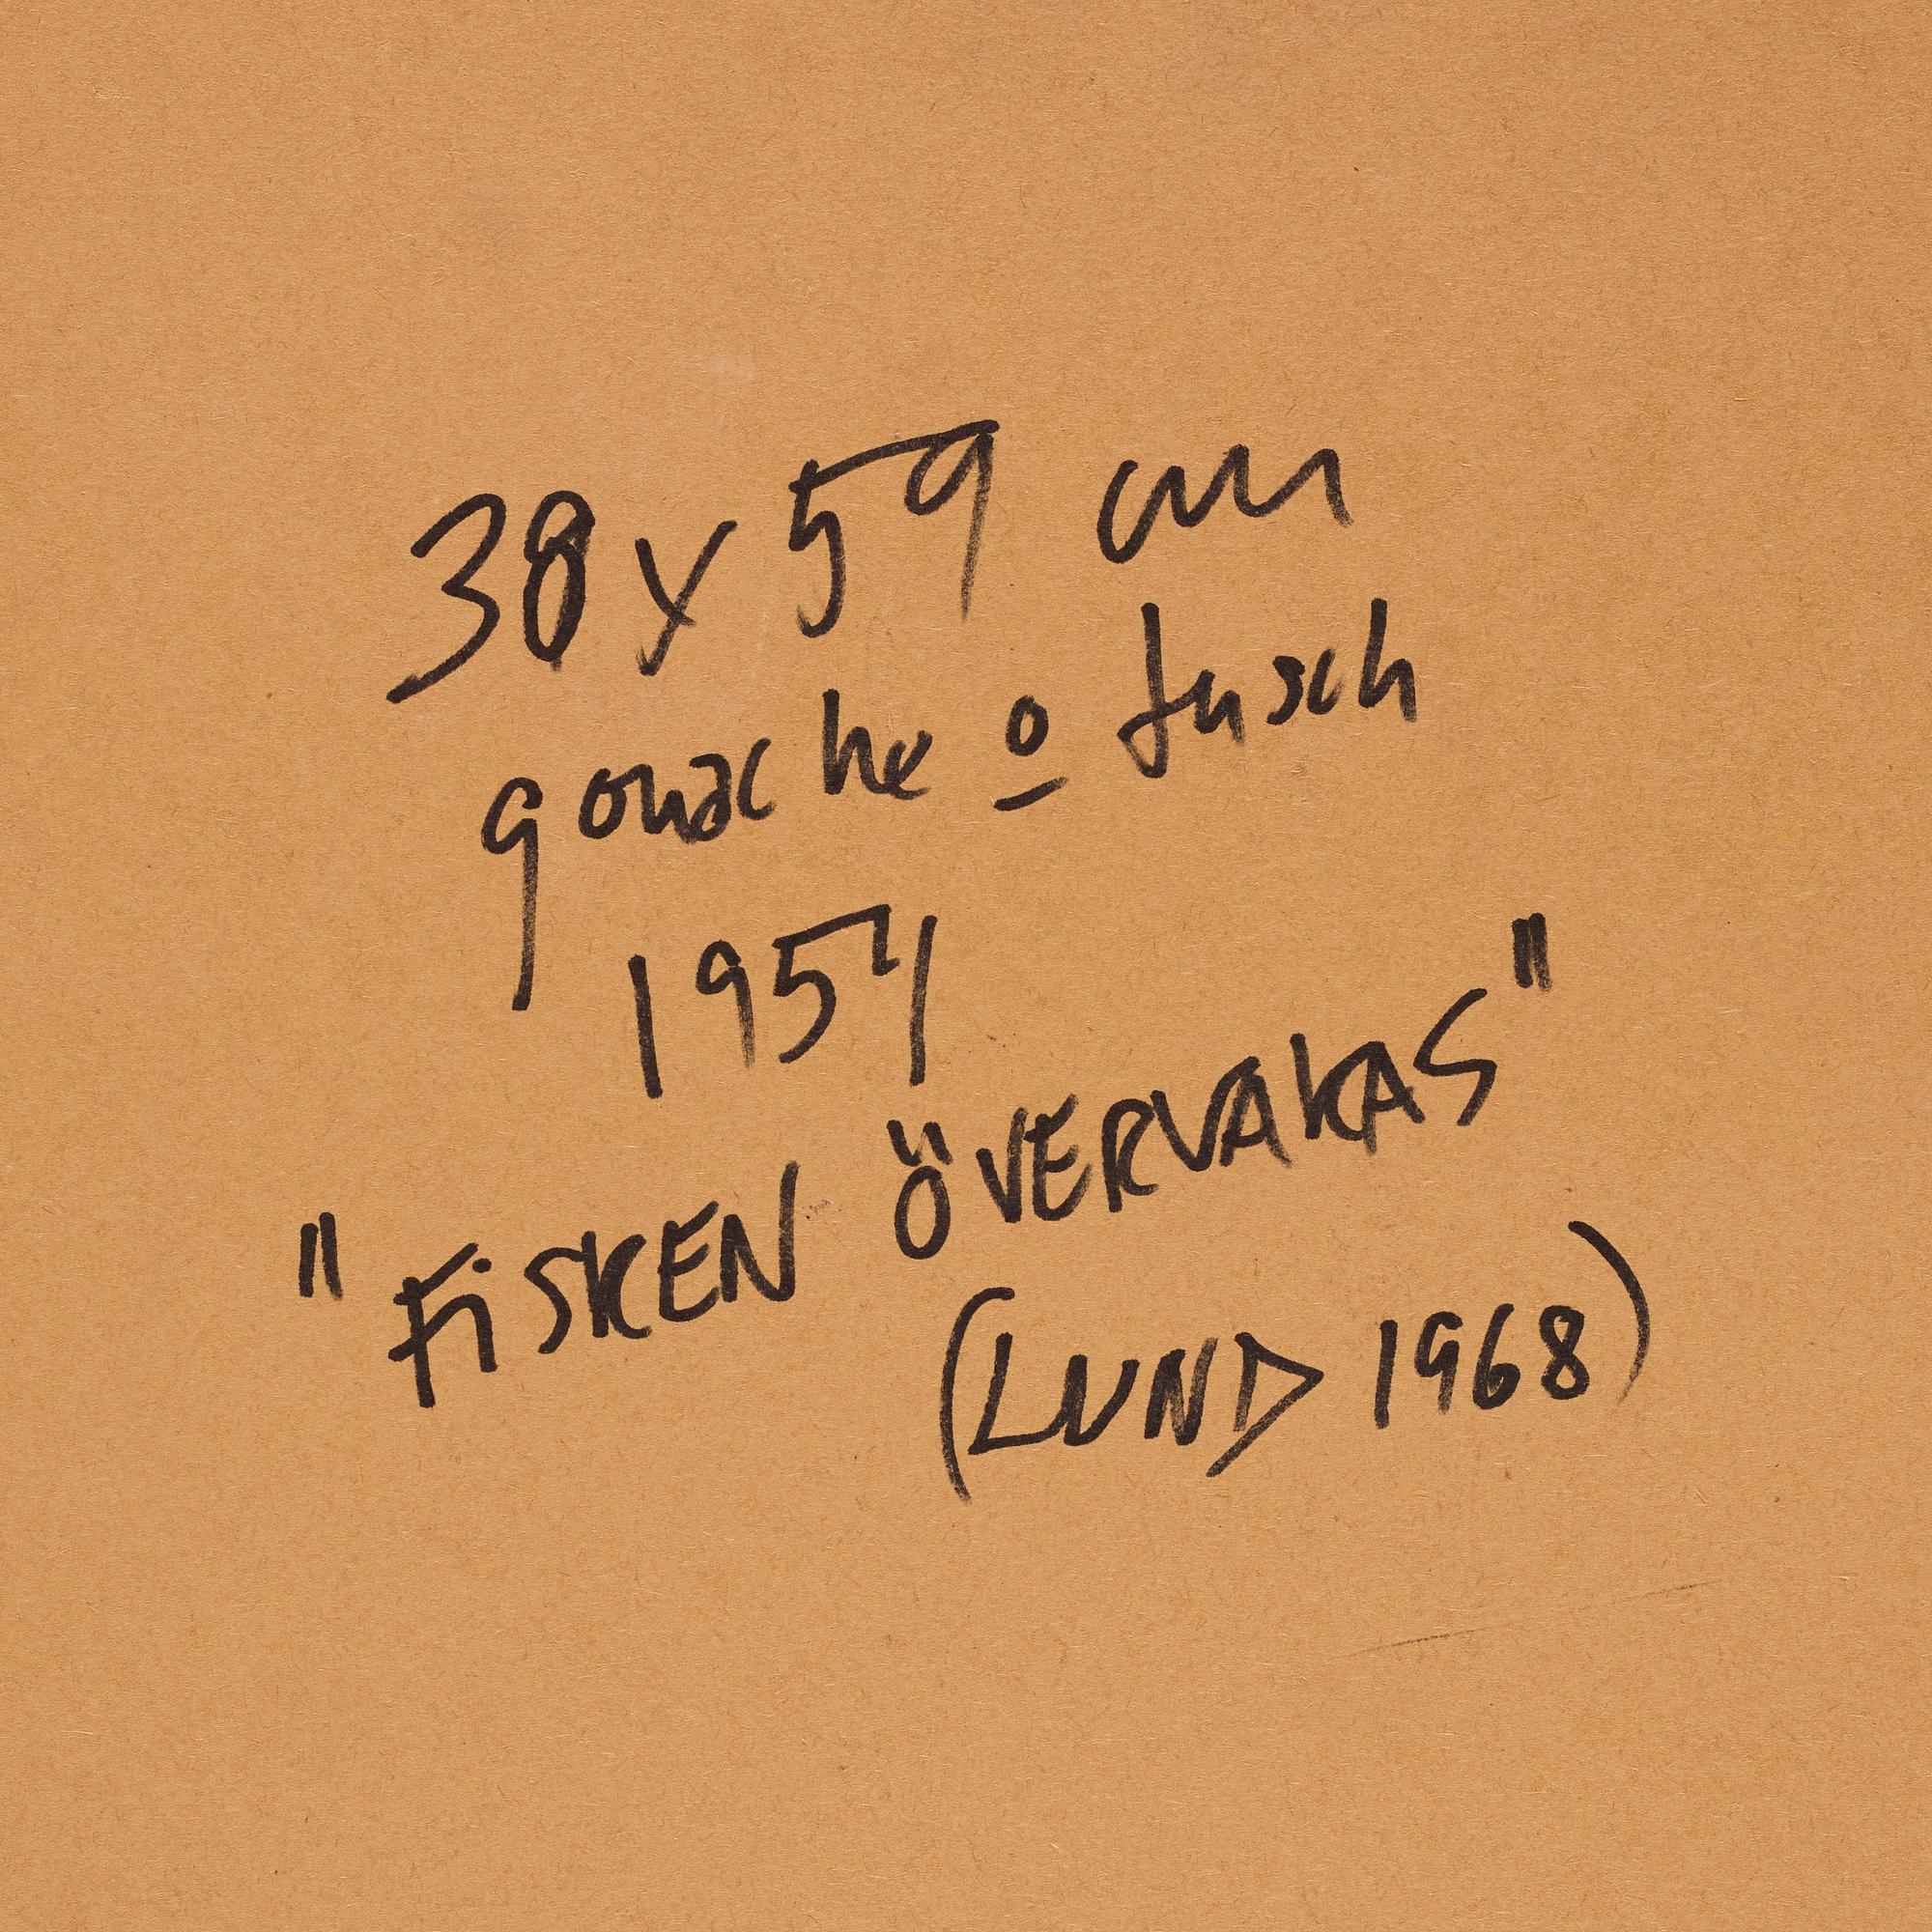 38 x 59 cm
gouache o tusch
1954
"FiSKEN ÖVERVAKAS"
(LUND 1968)